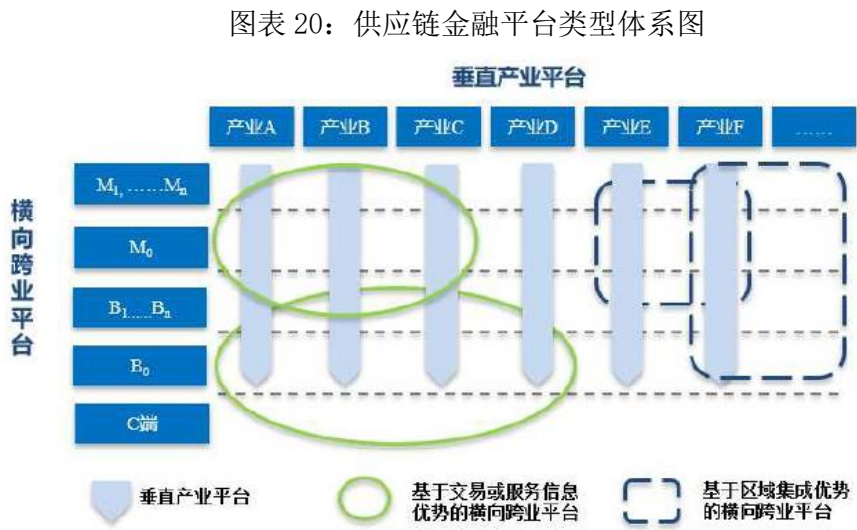 图表 20：供应链金融平台类型体系图
垂直产业平台
产业A 产业B 产业C 产业D 产业E 产业F ……
横向跨业平台
M1, ……Mn
M0
B1……Bn
B0
C端
垂直产业平台
基于交易或服务信息
优势的横向跨业平台
基于区域集成优势
的横向跨业平台